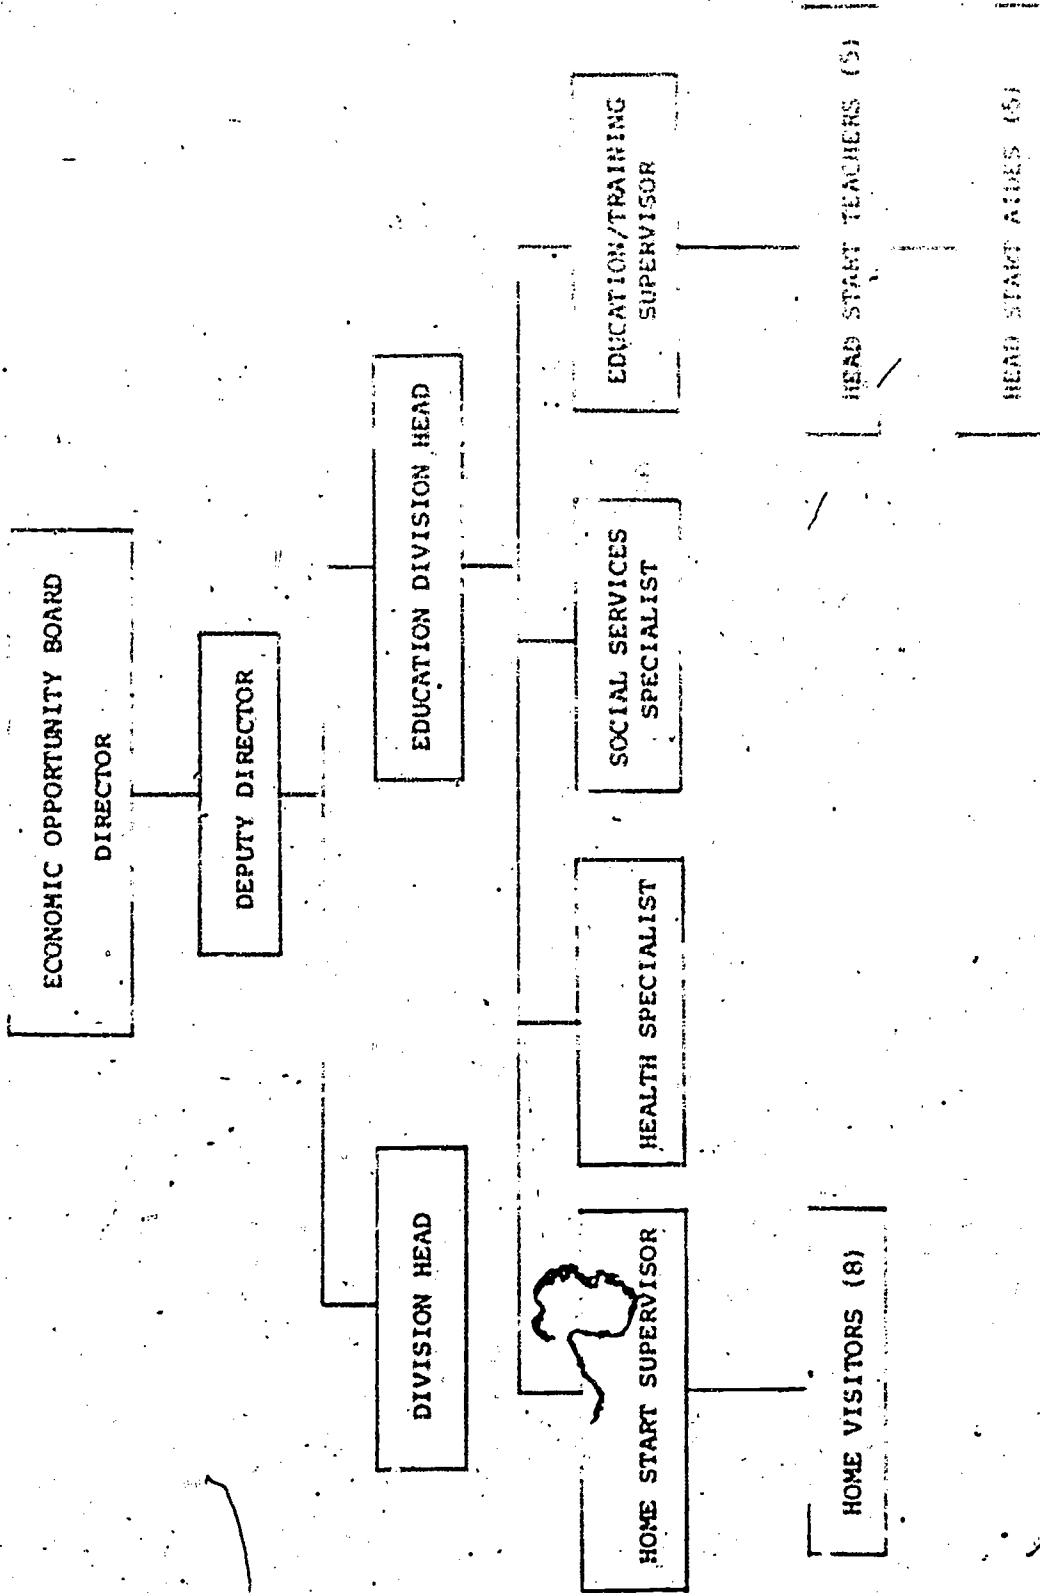 ECONOMIC OPPORTUNITY BOARD
DIRECTOR
DEPUTY DIRECTOR
DIVISION HEAD
EDUCATION DIVISION HEAD
HOME START SUPERVISOR
HEALTH SPECIALIST
SOCIAL SERVICES
SPECIALIST
EDUCATION/TRAINING
SUPERVISOR
HOME VISITORS (8)
HEAD START TEACHERS (5)
HEAD START AIDES (5)